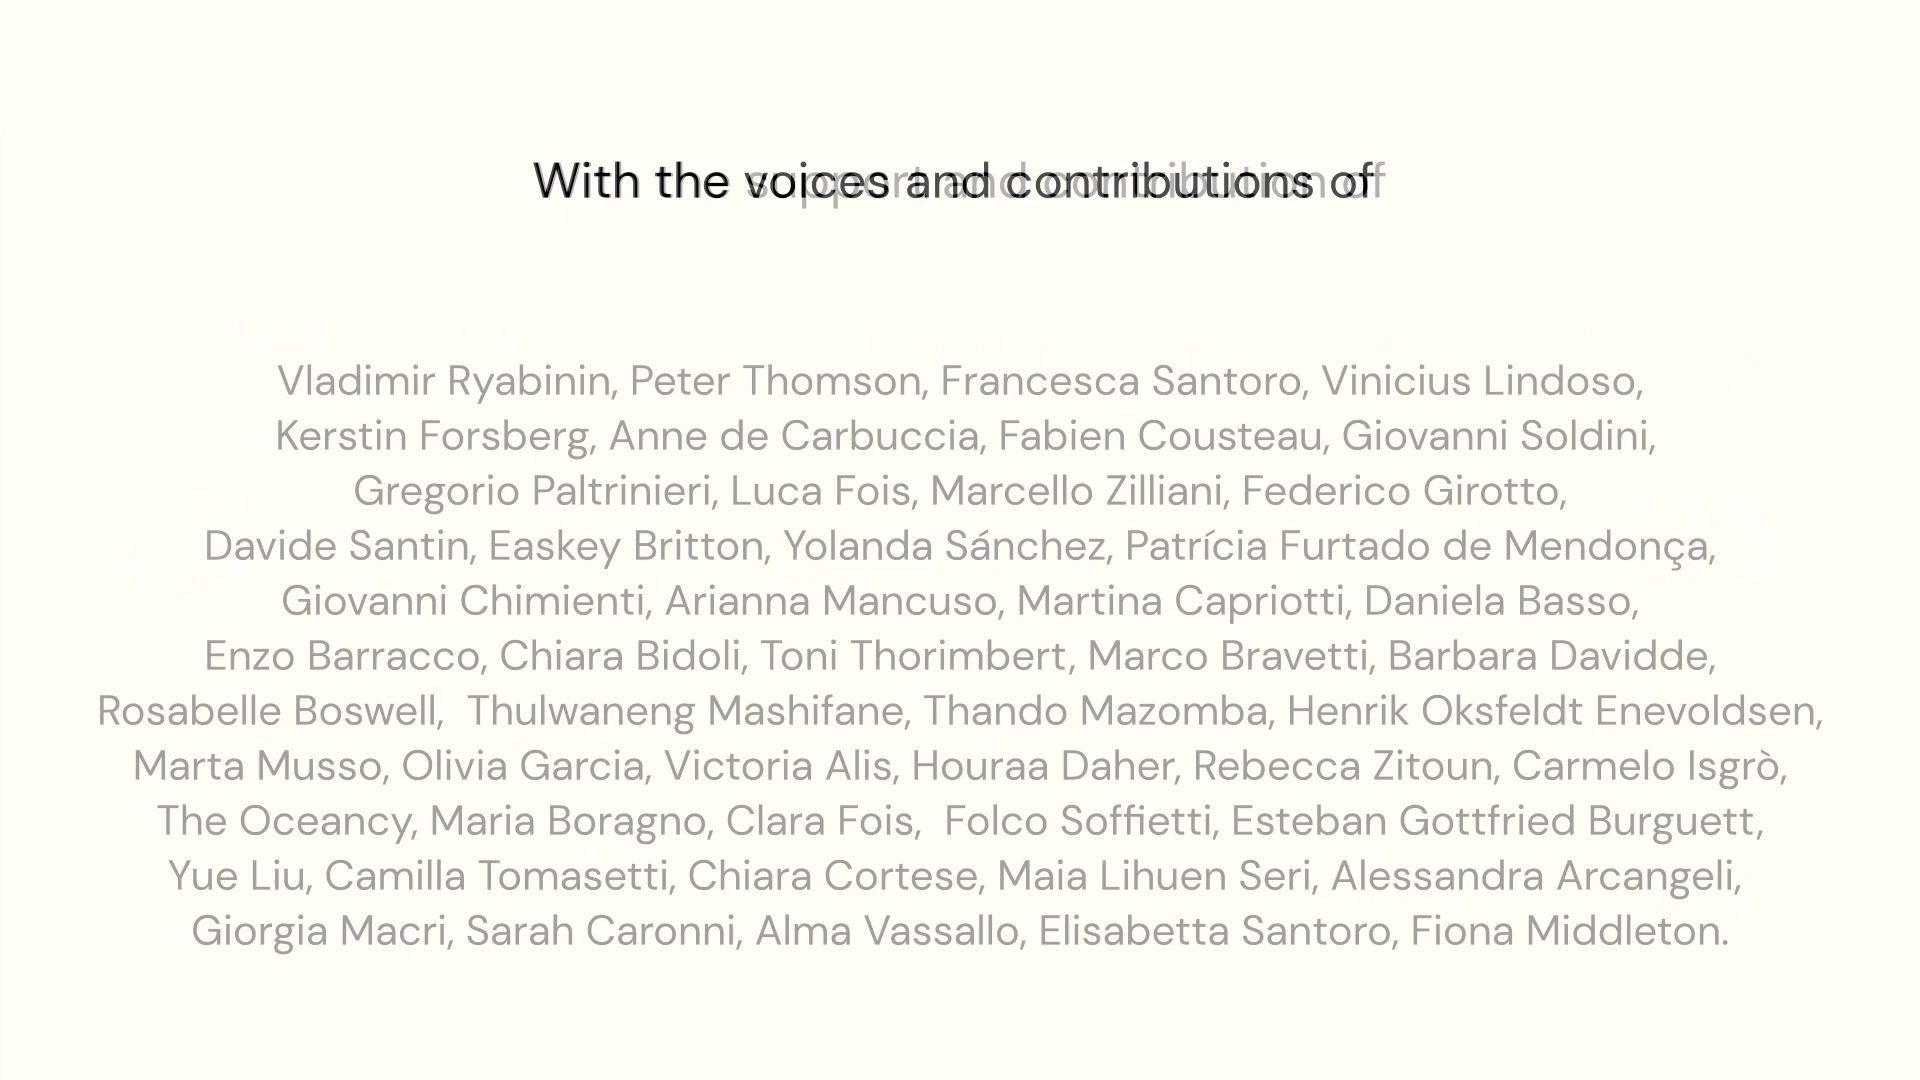 With the voices and contributions of
Vladimir Ryabinin, Peter Thomson, Francesca Santoro, Vinicius Lindoso,
Kerstin Forsberg, Anne de Carbuccia, Fabien Cousteau, Giovanni Soldini,
Gregorio Paltrinieri, Luca Fois, Marcello Zilliani, Federico Girotto,
Davide Santin, Easkey Britton, Yolanda Sánchez, Patrícia Furtado de Mendonça,
Giovanni Chimienti, Arianna Mancuso, Martina Capriotti, Daniela Basso,
Enzo Barracco, Chiara Bidoli, Toni Thorimbert, Marco Bravetti, Barbara Davidde,
Rosabelle Boswell,  Thulwaneng Mashifane, Thando Mazomba, Henrik Oksfeldt Enevoldsen,
Marta Musso, Olivia Garcia, Victoria Alis, Houraa Daher, Rebecca Zitoun, Carmelo Isgrò,
The Oceancy, Maria Boragno, Clara Fois,  Folco Soffietti, Esteban Gottfried Burguett,
Yue Liu, Camilla Tomasetti, Chiara Cortese, Maia Lihuen Seri, Alessandra Arcangeli,
Giorgia Macri, Sarah Caronni, Alma Vassallo, Elisabetta Santoro, Fiona Middleton.